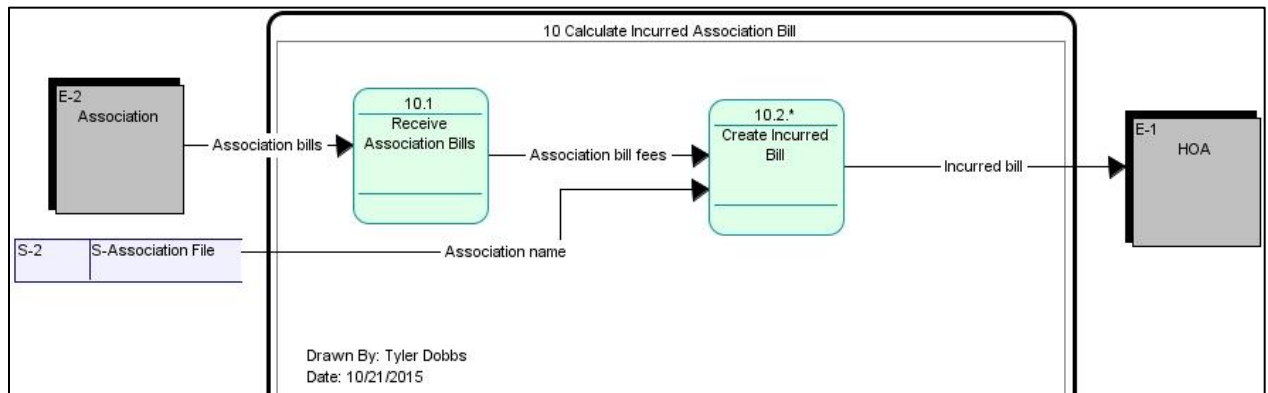 10 Calculate Incurred Association Bill
E-2
Association
Association bills
10.1
Receive
Association Bills
Association bill fees
10.2.*
Create Incurred
Bill
Incurred bill
E-1
HOA
S-2
S-Association File
Association name
Drawn By: Tyler Dobbs
Date: 10/21/2015